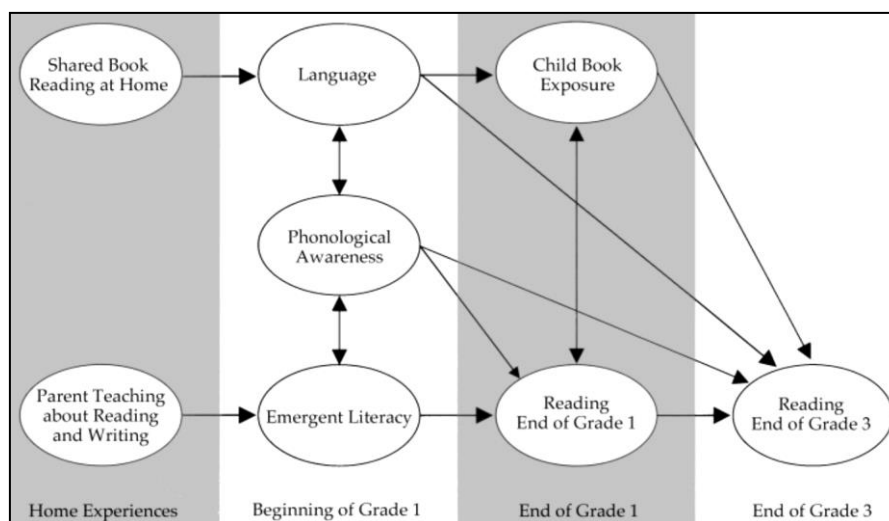 Shared Book
Reading at Home
Language
Child Book
Exposure
Phonological
Awareness
Parent Teaching
about Reading
and Writing
Emergent Literacy
Reading
End of Grade 1
Reading
End of Grade 3
Home Experiences
Beginning of Grade 1
End of Grade 1
End of Grade 3